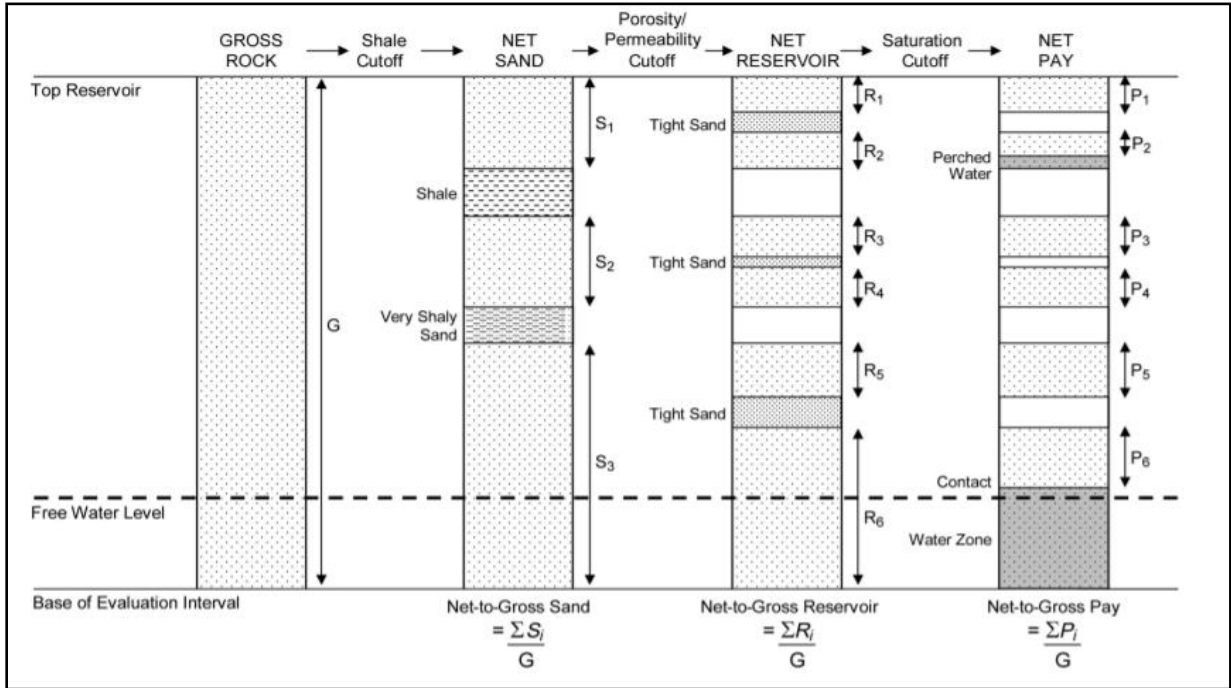 GROSS ROCK → Shale Cutoff → NET SAND → Porosity/ Permeability Cutoff → NET RESERVOIR → Saturation Cutoff → NET PAY
Top Reservoir
G
Shale
Very Shaly
Sand
S1
S2
S3
Tight Sand
Tight Sand
Tight Sand
R1
R2
R3
R4
R5
R6
Perched
Water
Contact
Water Zone
P1
P2
P3
P4
P5
P6
Free Water Level
Base of Evaluation Interval
Net-to-Gross Sand
= ΣSi
G
Net-to-Gross Reservoir
= ΣRi
G
Net-to-Gross Pay
= ΣPi
G